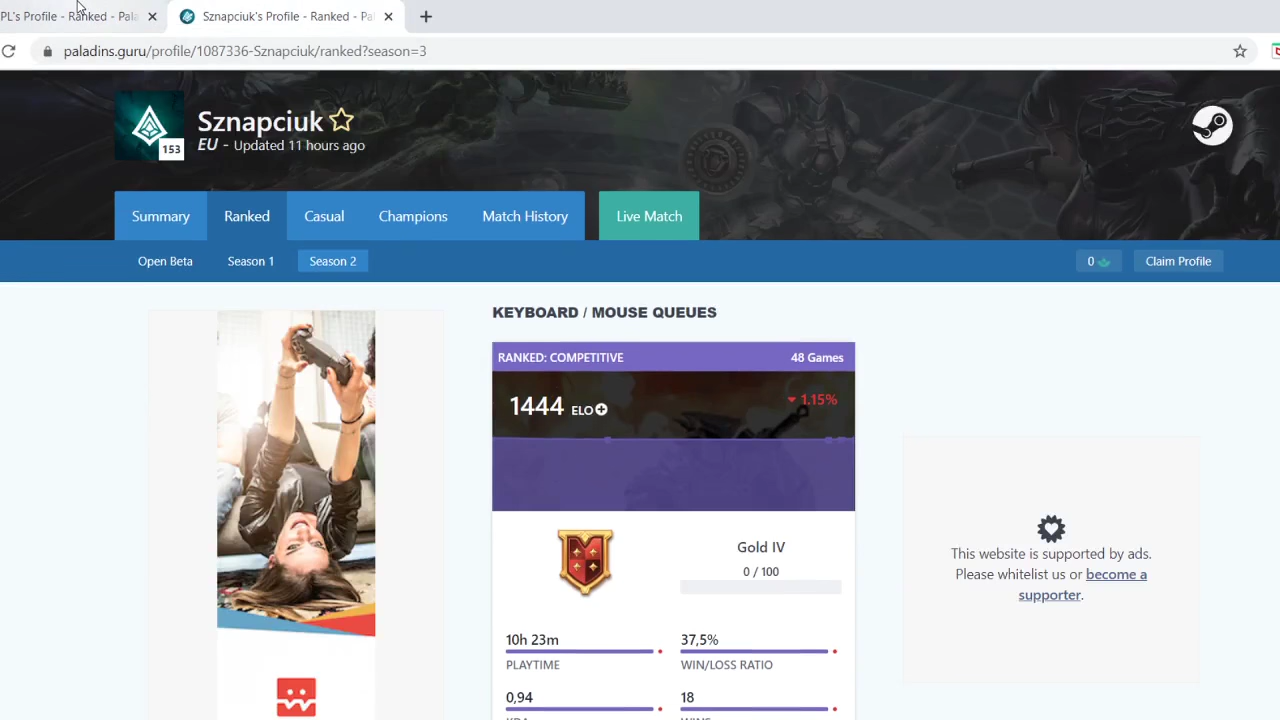 PL's Profile - Ranked - Pala
Sznapciuk's Profile - Ranked - Pal
paladins.guru/profile/1087336-Sznapciuk/ranked?season=3
Sznapciuk
153
EU - Updated 11 hours ago
Summary
Ranked
Casual
Champions
Match History
Live Match
Open Beta
Season 1
Season 2
0
Claim Profile
KEYBOARD / MOUSE QUEUES
RANKED: COMPETITIVE
48 Games
1444 ELO
1.15%
Gold IV
0 / 100
10h 23m
PLAYTIME
37,5%
WIN/LOSS RATIO
0,94
18
This website is supported by ads.
Please whitelist us or become a
supporter.